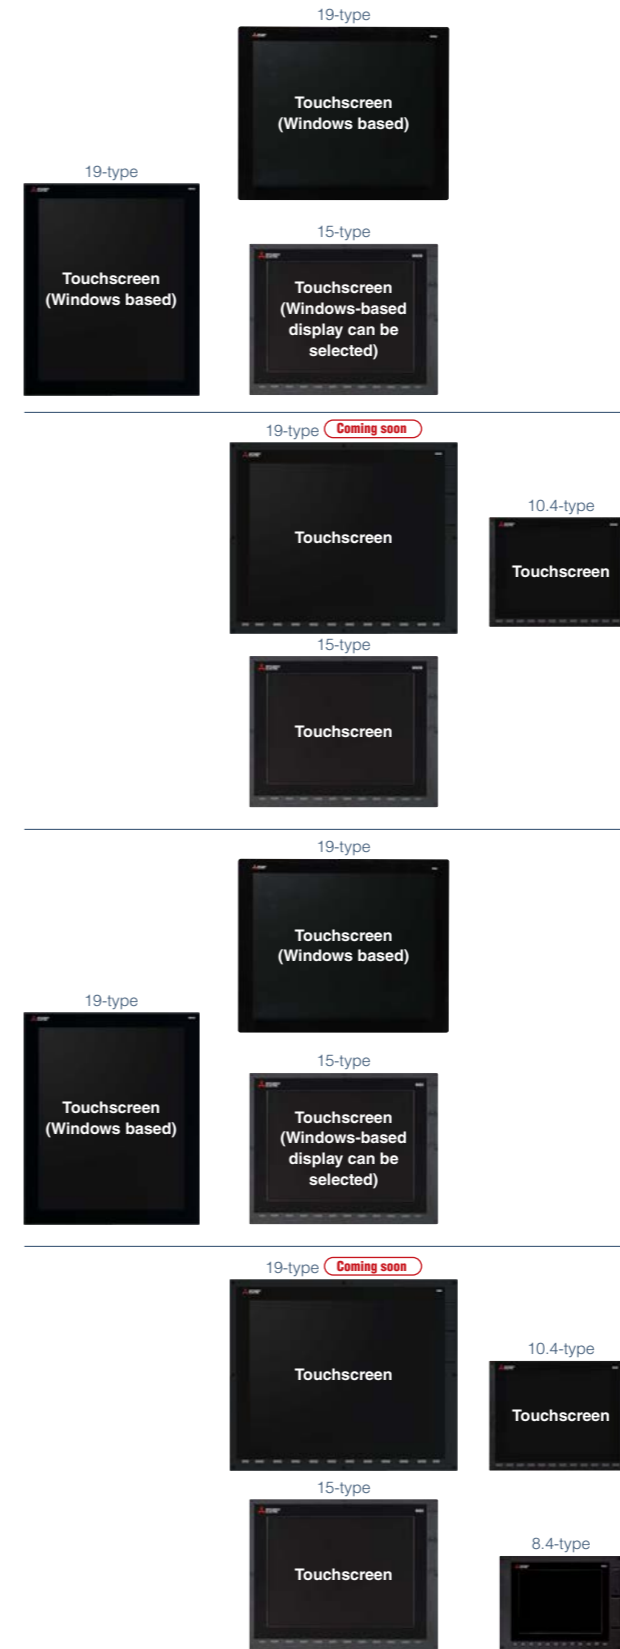 19-type
Touchscreen
(Windows based)
19-type
Touchscreen
(Windows based)
15-type
Touchscreen
(Windows-based
display can be
selected)
19-type Coming soon
Touchscreen
10.4-type
Touchscreen
15-type
Touchscreen
19-type
Touchscreen
(Windows based)
19-type
Touchscreen
(Windows based)
15-type
Touchscreen
(Windows-based
display can be
selected)
19-type Coming soon
Touchscreen
10.4-type
Touchscreen
15-type
Touchscreen
8.4-type